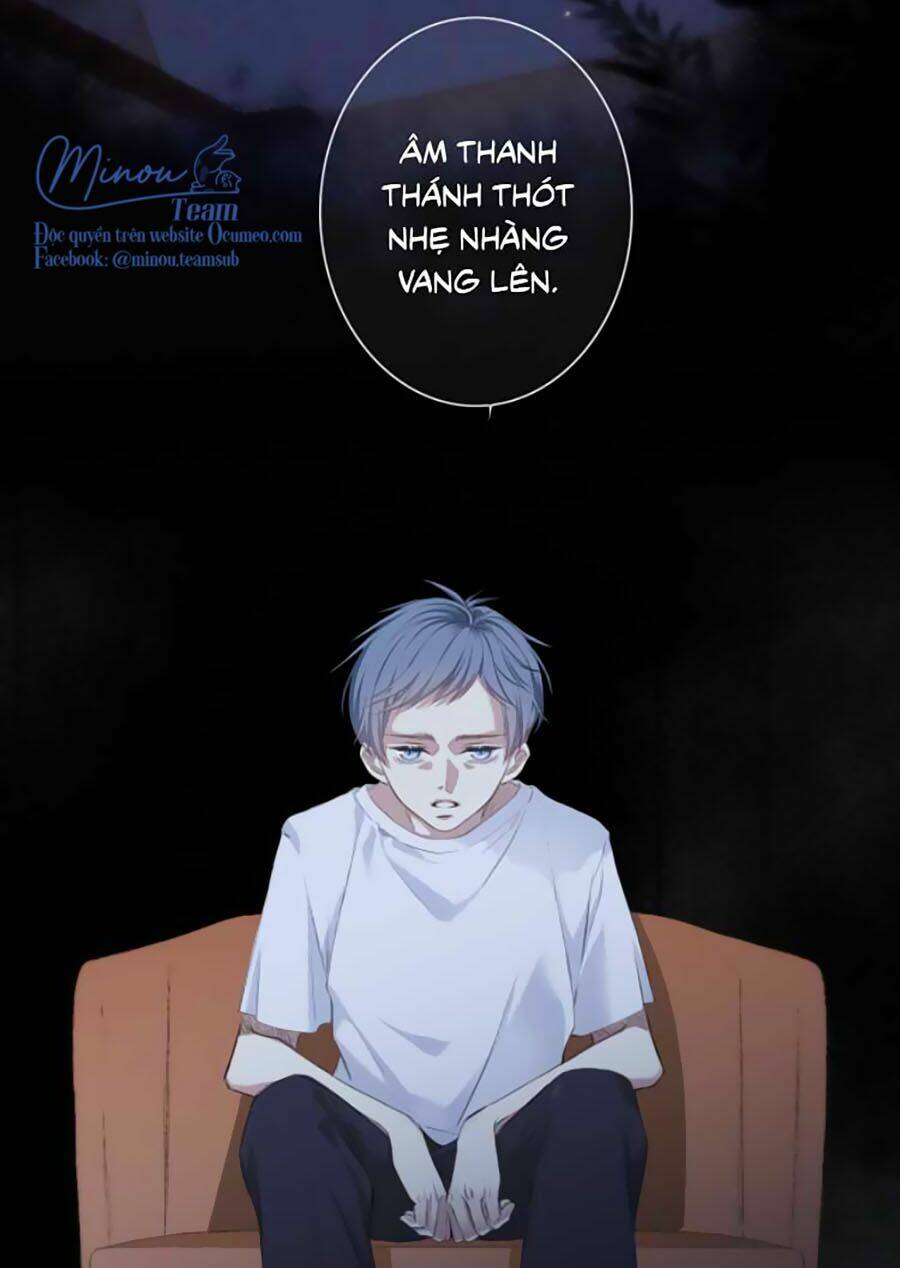 Minou
Team
Độc quyền trên website Ocumeo.com
Facebook: @minou.teamsub
ÂM THANH
THÁNH THÓT
NHẸ NHÀNG
VANG LÊN.